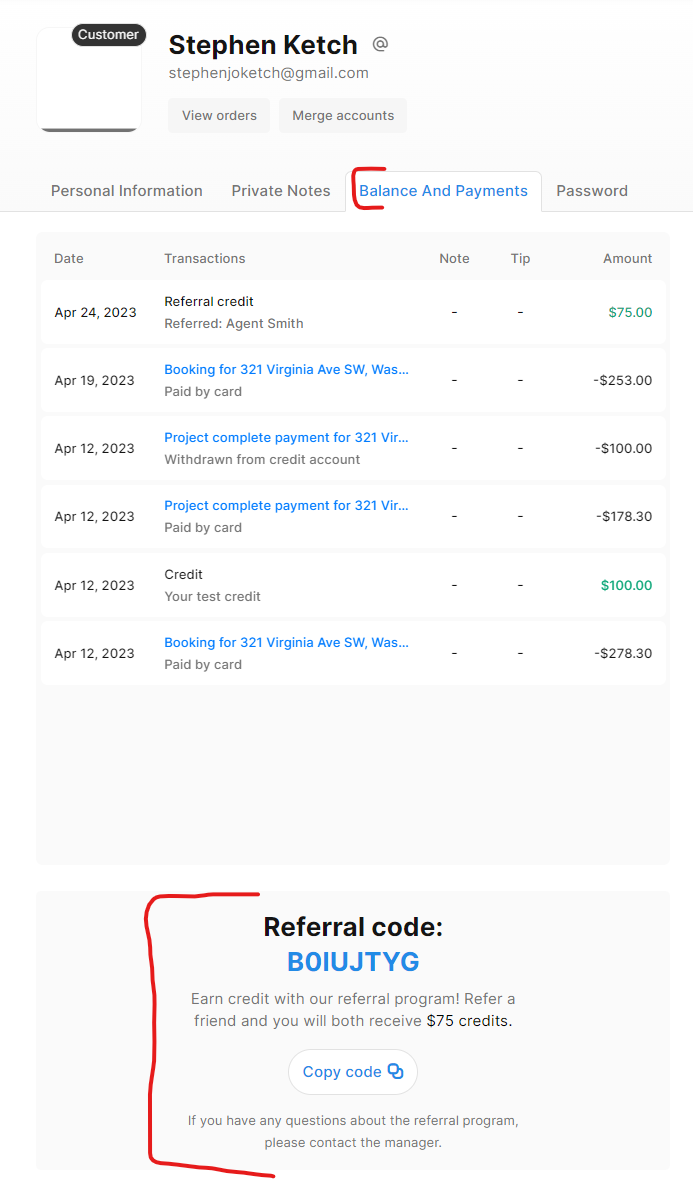 Customer
Stephen Ketch @
stephenjoketch@gmail.com
View orders Merge accounts
Personal Information Private Notes Balance And Payments Password
Date Transactions Note Tip Amount
Referral credit
Apr 24, 2023 - - $75.00
Referred: Agent Smith
Booking for 321 Virginia Ave SW, Was...
Apr 19, 2023 - - -$253.00
Paid by card
Project complete payment for 321 Vir...
Apr 12, 2023 - - -$100.00
Withdrawn from credit account
Project complete payment for 321 Vir...
Apr 12, 2023 - - -$178.30
Paid by card
Credit
Apr 12, 2023 - - $100.00
Your test credit
Booking for 321 Virginia Ave SW, Was...
Apr 12, 2023 - - -$278.30
Paid by card
Referral code:
B0IUJTYG
Earn credit with our referral program! Refer a
friend and you will both receive $75 credits.
Copy code
If you have any questions about the referral program,
please contact the manager.